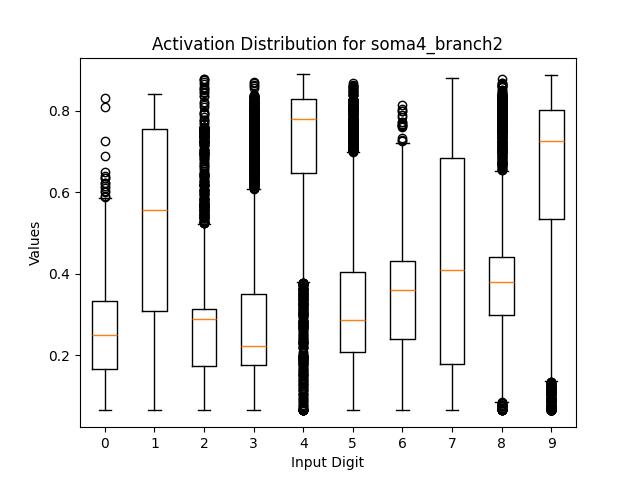 Activation Distribution for soma4_branch2
Values
0.8
0.6
0.4
0.2
0 1 2 3 4 5 6 7 8 9
Input Digit